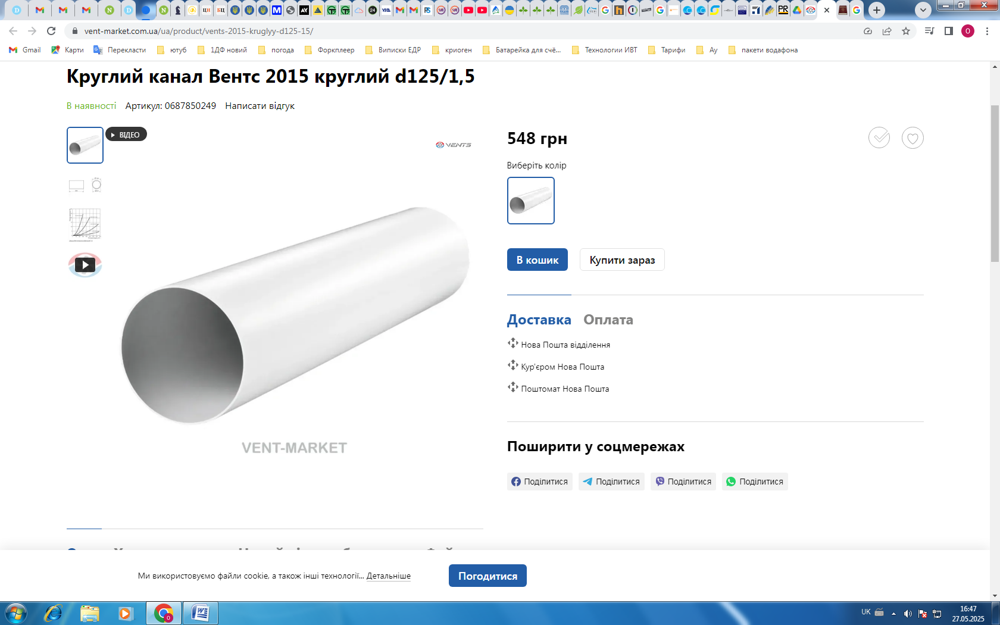 vent-market.com.ua/ua/product/vents-2015-kruglyy-d125-15/
Gmail
Карти
Перекласти
ютуб
1ДФ новий
погода
Форкплеер
Виписки ЕДР
криоген
Батарейка для счё...
Технологии ИВТ
Тарифи
Ау
пакети водафона
Круглий канал Вентс 2015 круглий d125/1,5
В наявності Артикул: 0687850249 Написати відгук
ВІДЕО
VENTS
548 грн
Виберіть колір
В кошик
Купити зараз
Доставка
Оплата
Нова Пошта відділення
Кур'єром Нова Пошта
Поштомат Нова Пошта
VENT-MARKET
Поширити у соцмережах
Поділитися
Поділитися
Поділитися
Поділитися
Ми використовуємо файли cookie, а також інші технології... Детальніше
Погодитися
UK
16:47
27.05.2025